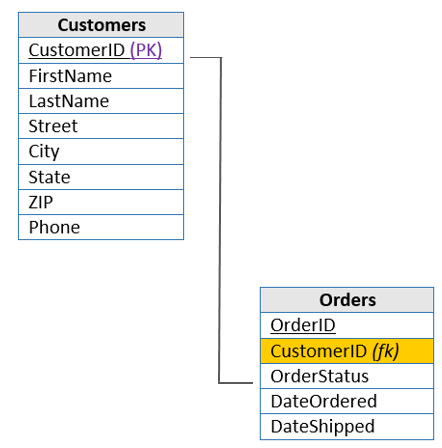 Customers
CustomerID (PK)
FirstName
LastName
Street
City
State
ZIP
Phone
Orders
OrderID
CustomerID (fk)
OrderStatus
DateOrdered
DateShipped